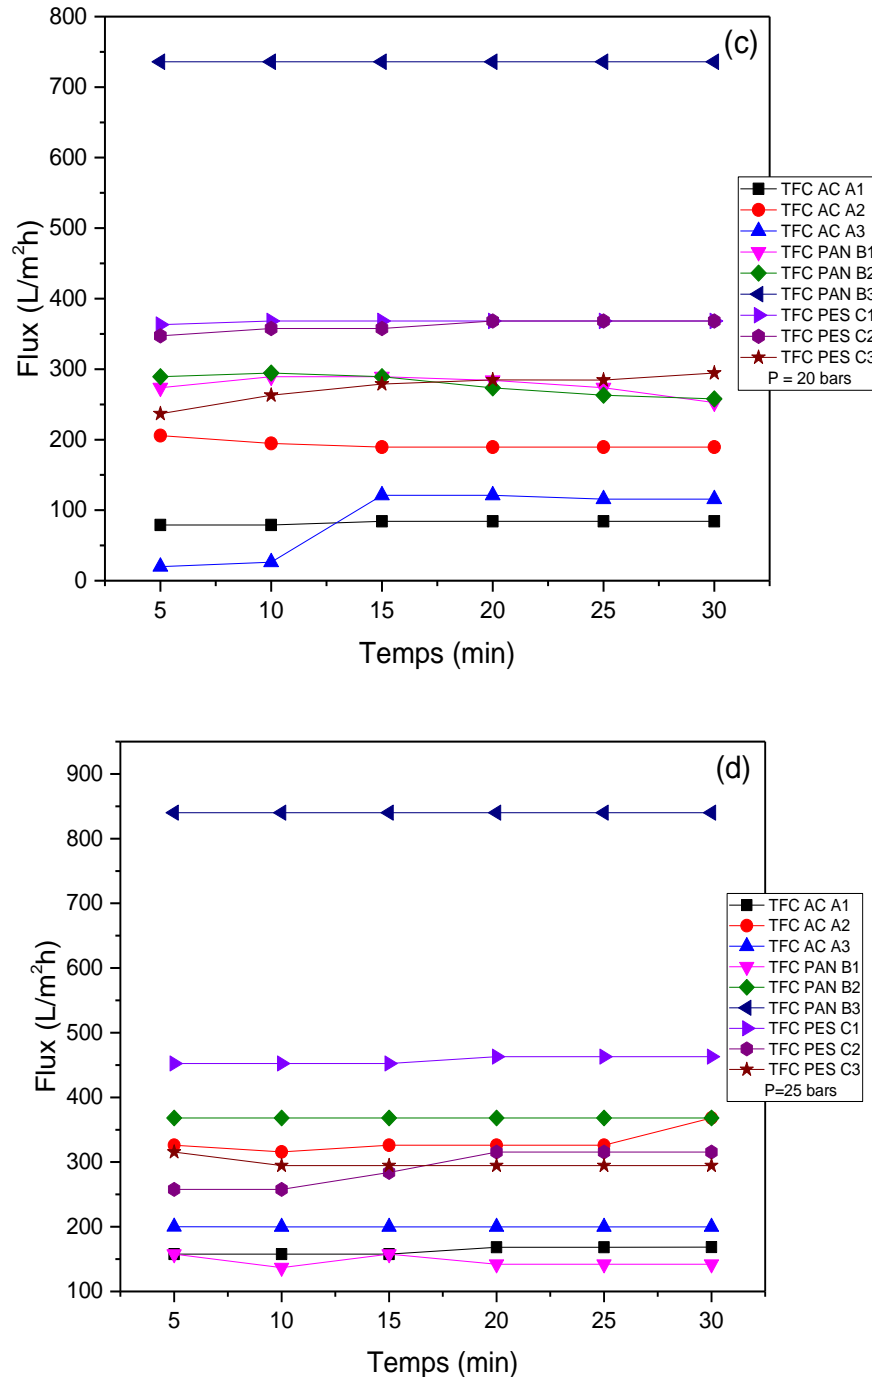 (c)
800
700
600
500
400
300
200
100
0
Flux (L/m²h)
5 10 15 20 25 30
Temps (min)
TFC AC A1
TFC AC A2
TFC AC A3
TFC PAN B1
TFC PAN B2
TFC PAN B3
TFC PES C1
TFC PES C2
TFC PES C3
P = 20 bars
(d)
900
800
700
600
500
400
300
200
100
Flux (L/m²h)
5 10 15 20 25 30
Temps (min)
TFC AC A1
TFC AC A2
TFC AC A3
TFC PAN B1
TFC PAN B2
TFC PAN B3
TFC PES C1
TFC PES C2
TFC PES C3
P=25 bars